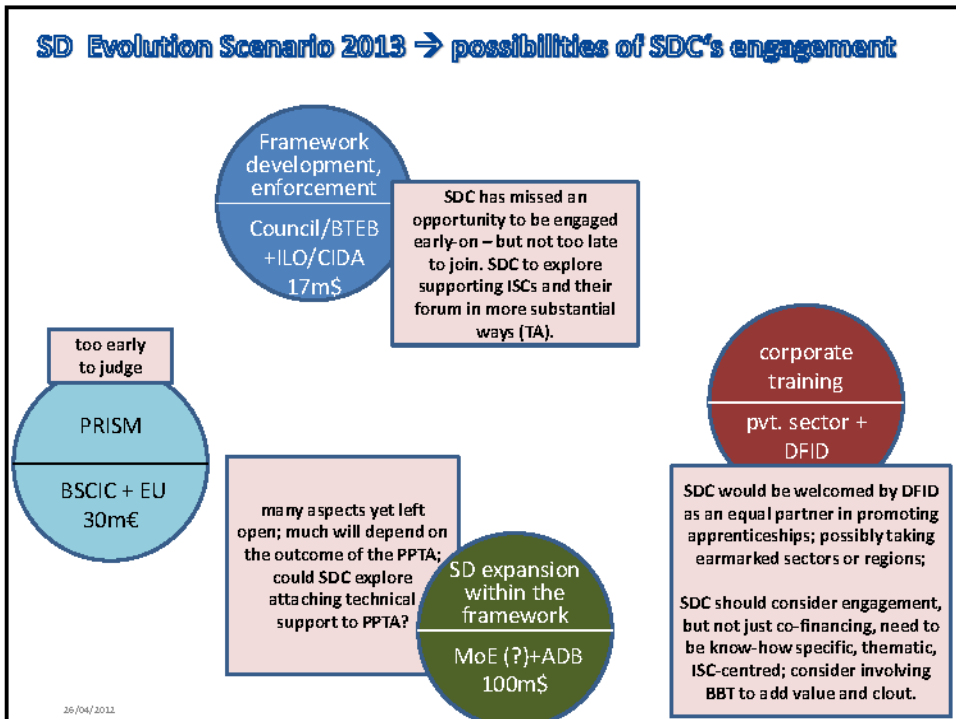 SD Evolution Scenario 2013 → possibilities of SDC's engagement
Framework
development,
enforcement
Council/BTEB
+ILO/CIDA
17m$
SDC has missed an
opportunity to be engaged
early-on – but not too late
to join. SDC to explore
supporting ISCs and their
forum in more substantial
ways (TA).
too early
to judge
PRISM
BSCIC + EU
30m€
corporate
training
pvt. sector +
DFID
SDC would be welcomed by DFID
as an equal partner in promoting
apprenticeships; possibly taking
earmarked sectors or regions;
SDC should consider engagement,
but not just co-financing, need to
be know-how specific, thematic,
ISC-centred; consider involving
BBT to add value and clout.
many aspects yet left
open; much will depend on
the outcome of the PPTA;
could SDC explore
attaching technical
support to PPTA?
SD expansion
within the
framework
MoE (?)+ADB
100m$
26/04/2012